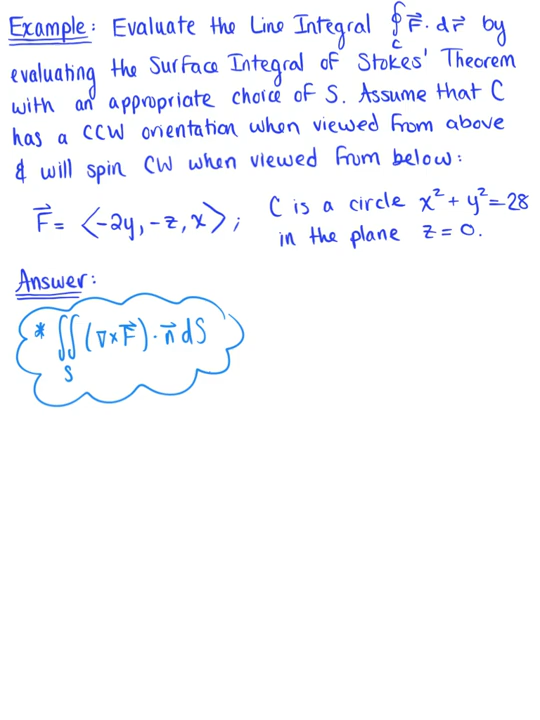 Example: Evaluate the Line Integral ∮_C F⃗ · dr⃗ by
evaluating the Surface Integral of Stokes' Theorem
with an appropriate choice of S. Assume that C
has a CCW orientation when viewed from above
& will spin CW when viewed from below:
F⃗ = ⟨-2y, -z, x⟩; C is a circle x² + y² = 28
in the plane z = 0.
Answer:
* ∬_S (∇×F⃗) · n⃗ dS